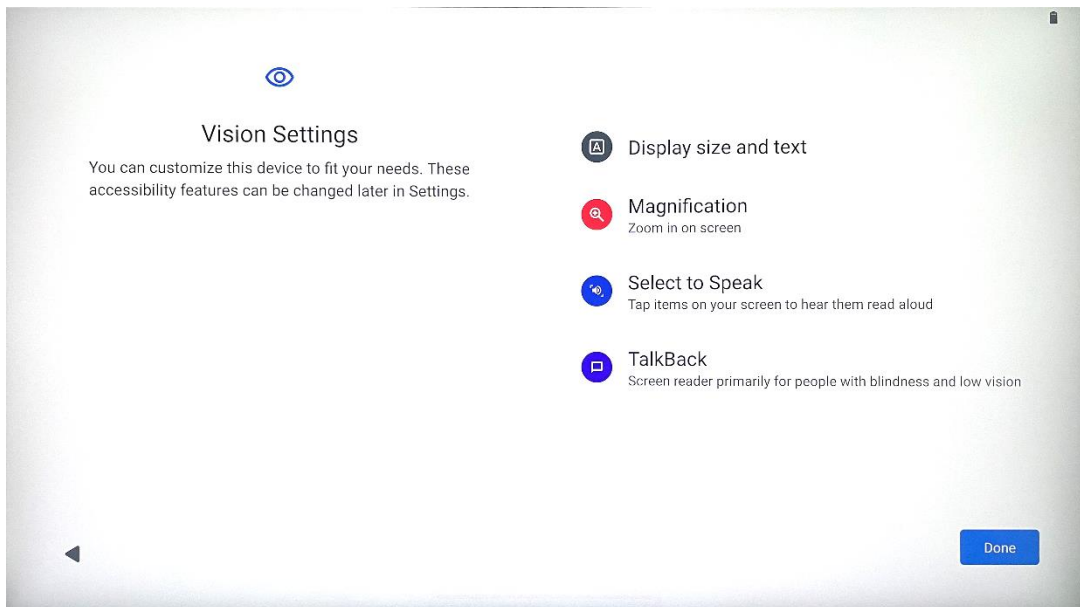 Vision Settings
You can customize this device to fit your needs. These
accessibility features can be changed later in Settings.
Display size and text
Magnification
Zoom in on screen
Select to Speak
Tap items on your screen to hear them read aloud
TalkBack
Screen reader primarily for people with blindness and low vision
Done